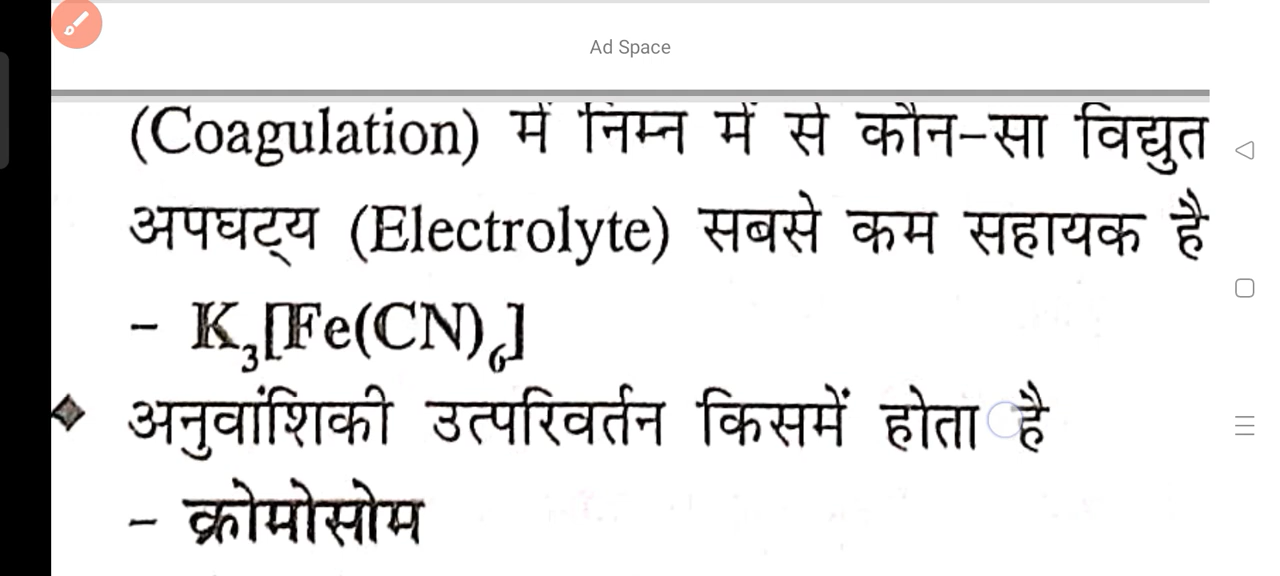 Ad Space
(Coagulation) में निम्न में से कौन-सा विद्युत
अपघट्य (Electrolyte) सबसे कम सहायक है
- K₃[Fe(CN)₆]
अनुवांशिकी उत्परिवर्तन किसमें होता है
- क्रोमोसोम